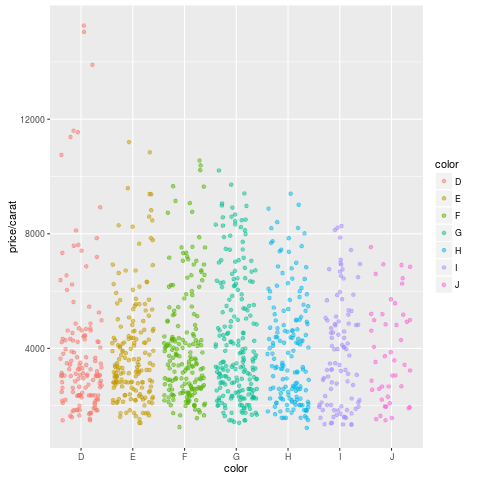 12000
8000
4000
price/carat
D E F G H I J
color
color
D
E
F
G
H
I
J